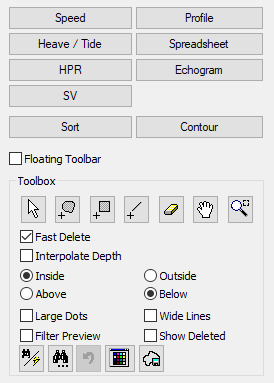 Speed Profile
Heave / Tide Spreadsheet
HPR Echogram
SV
Sort Contour
Floating Toolbar
Toolbox
Fast Delete
Interpolate Depth
Inside Outside
Above Below
Large Dots Wide Lines
Filter Preview Show Deleted